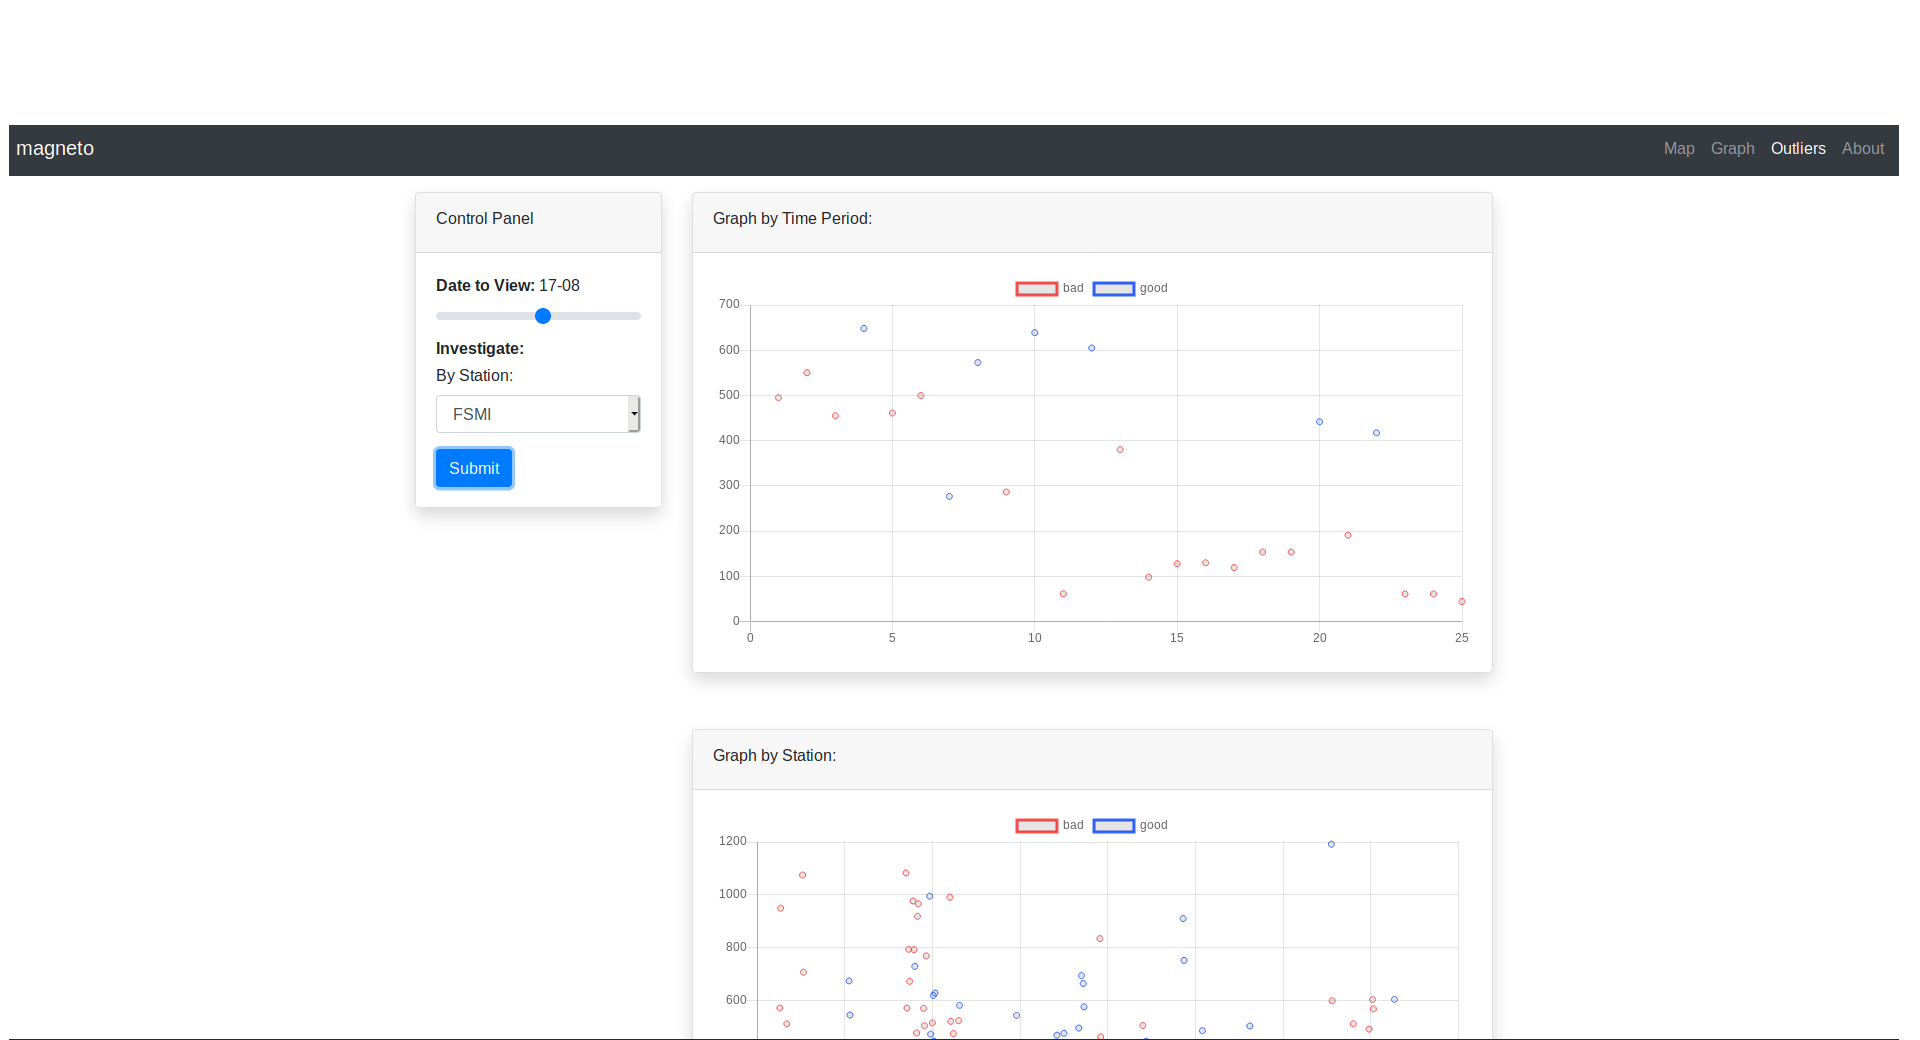 magneto
Map Graph Outliers About
Control Panel
Date to View: 17-08
Investigate:
By Station:
FSMI
Submit
Graph by Time Period:
bad good
700
600
500
400
300
200
100
0
0 5 10 15 20 25
Graph by Station:
bad good
1200
1000
800
600